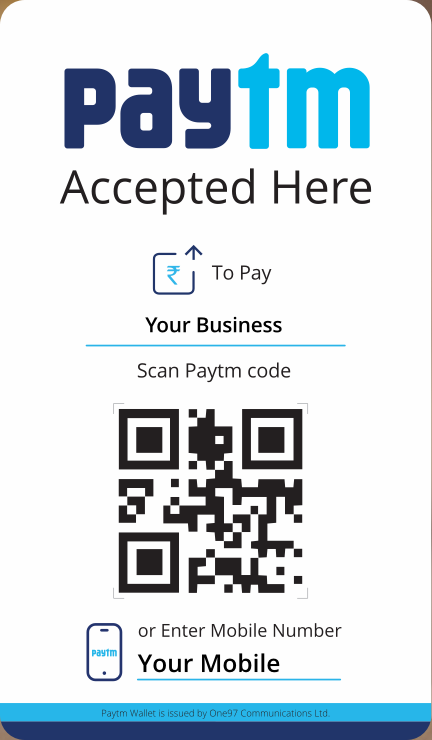 paytm
Accepted Here
₹
To Pay
Your Business
Scan Paytm code
or Enter Mobile Number
paytm
Your Mobile
Paytm Wallet is issued by One97 Communications Ltd.